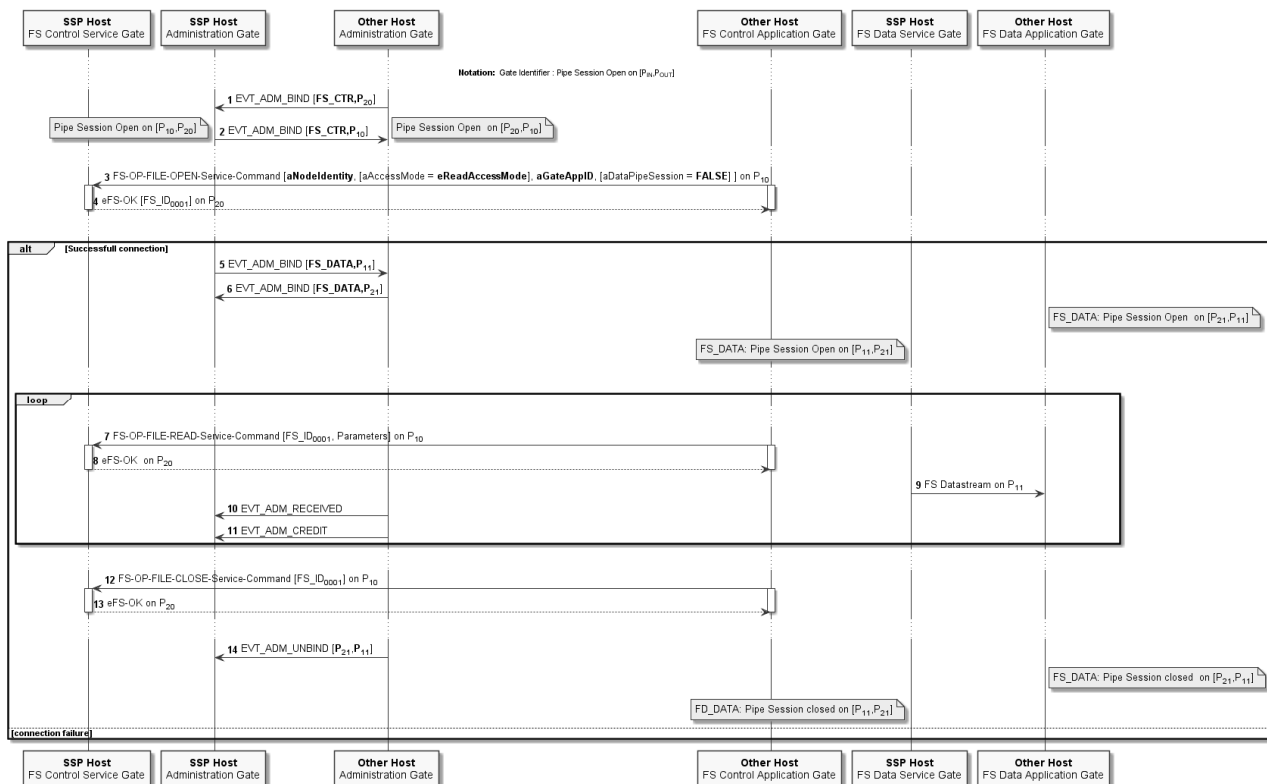 SSP Host
FS Control Service Gate
SSP Host
Administration Gate
Other Host
Administration Gate
Other Host
FS Control Application Gate
SSP Host
FS Data Service Gate
Other Host
FS Data Application Gate
Notation: Gate Identifier : Pipe Session Open on [PIN,POUT]
1 EVT_ADM_BIND [FS_CTR,P20]
Pipe Session Open on [P10,P20]
2 EVT_ADM_BIND [FS_CTR,P10]
Pipe Session Open on [P20,P10]
3 FS-OP-FILE-OPEN-Service-Command [aNodeIdentity, [aAccessMode = eReadAccessMode], aGateAppID, [aDataPipeSession = FALSE] ] on P10
4 eFS-OK [FS_ID0001] on P20
alt [Successfull connection]
5 EVT_ADM_BIND [FS_DATA,P11]
6 EVT_ADM_BIND [FS_DATA,P21]
FS_DATA: Pipe Session Open on [P21,P11]
FS_DATA: Pipe Session Open on [P11,P21]
loop
7 FS-OP-FILE-READ-Service-Command [FS_ID0001, Parameters] on P10
8 eFS-OK on P20
9 FS Datastream on P11
10 EVT_ADM_RECEIVED
11 EVT_ADM_CREDIT
12 FS-OP-FILE-CLOSE-Service-Command [FS_ID0001] on P10
13 eFS-OK on P20
14 EVT_ADM_UNBIND [P21,P11]
FS_DATA: Pipe Session closed on [P21,P11]
FD_DATA: Pipe Session closed on [P11,P21]
[connection failure]
SSP Host
FS Control Service Gate
SSP Host
Administration Gate
Other Host
Administration Gate
Other Host
FS Control Application Gate
SSP Host
FS Data Service Gate
Other Host
FS Data Application Gate